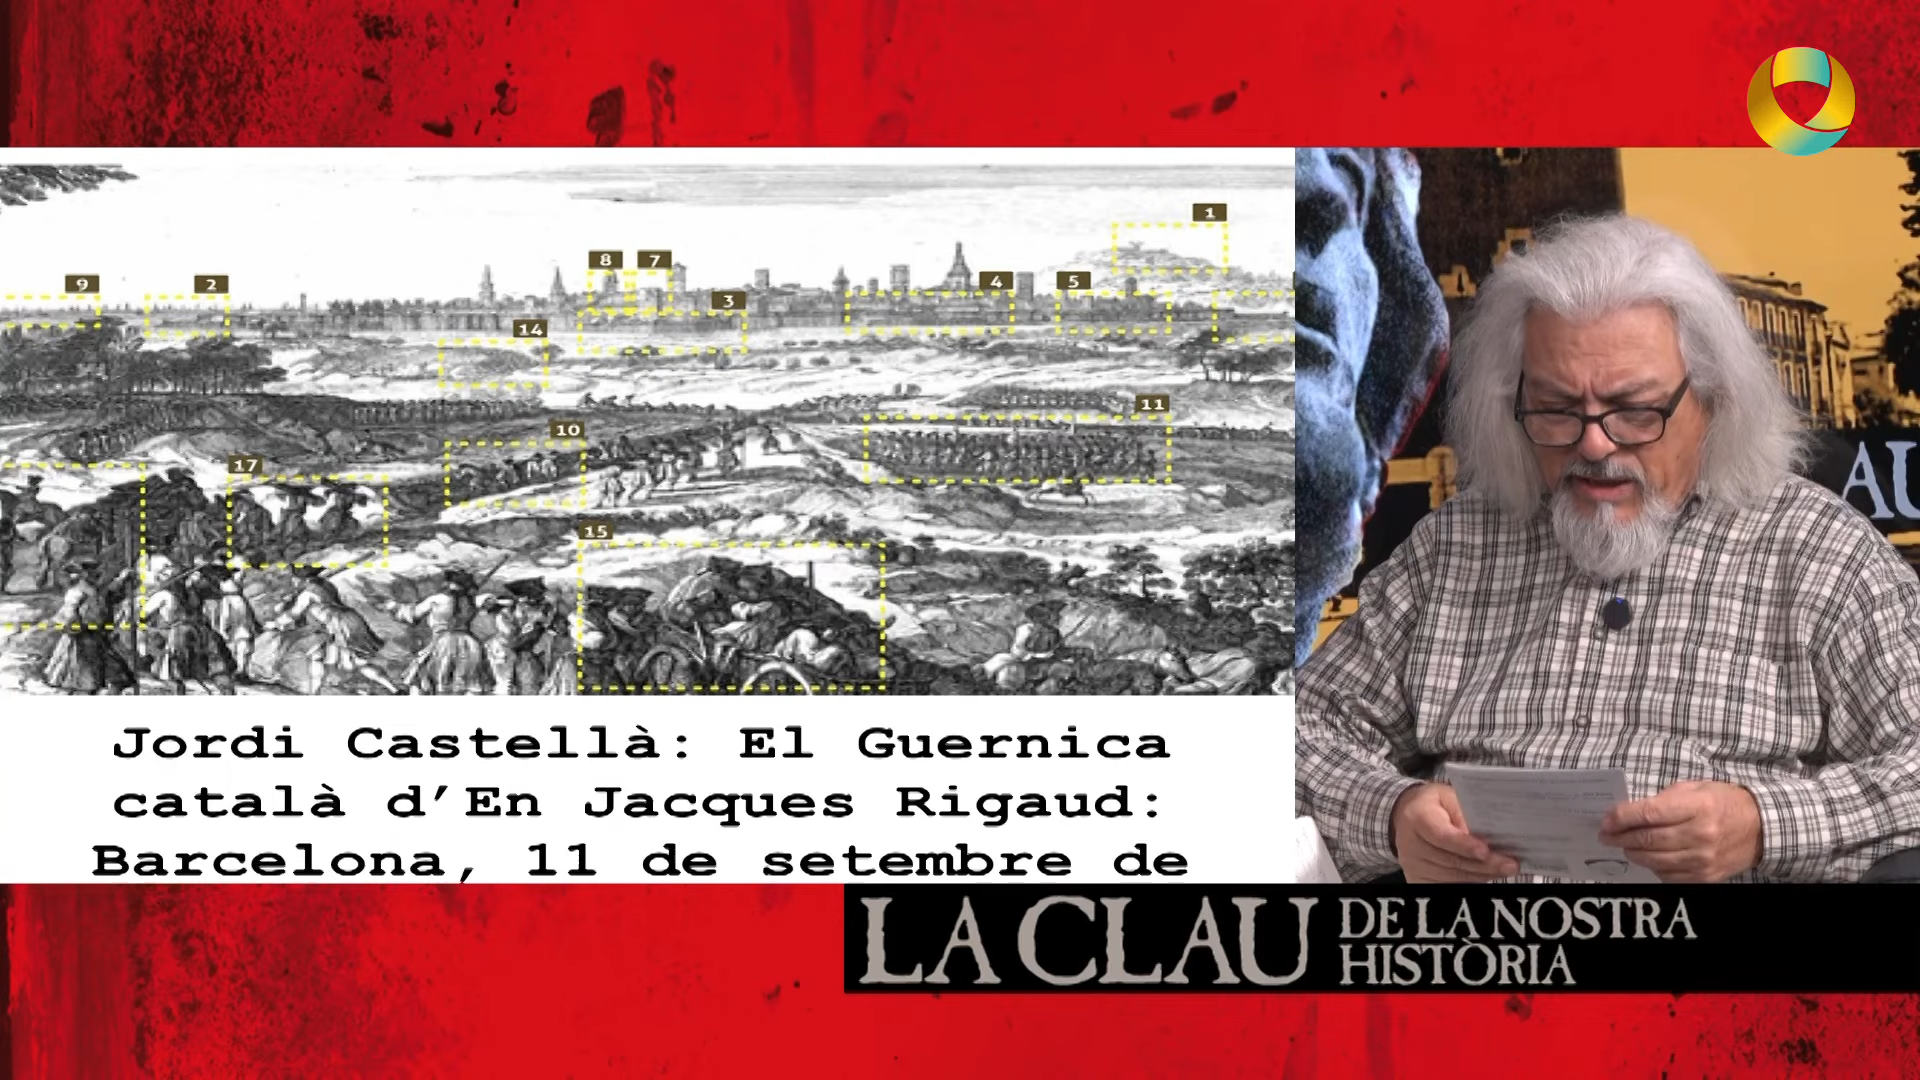 1
8 7
9 2 3 4 5
14
11
10
17
15
Jordi Castellà: El Guernica
català d’En Jacques Rigaud:
Barcelona, 11 de setembre de
AU
LA CLAU DE LA NOSTRA
HISTÒRIA